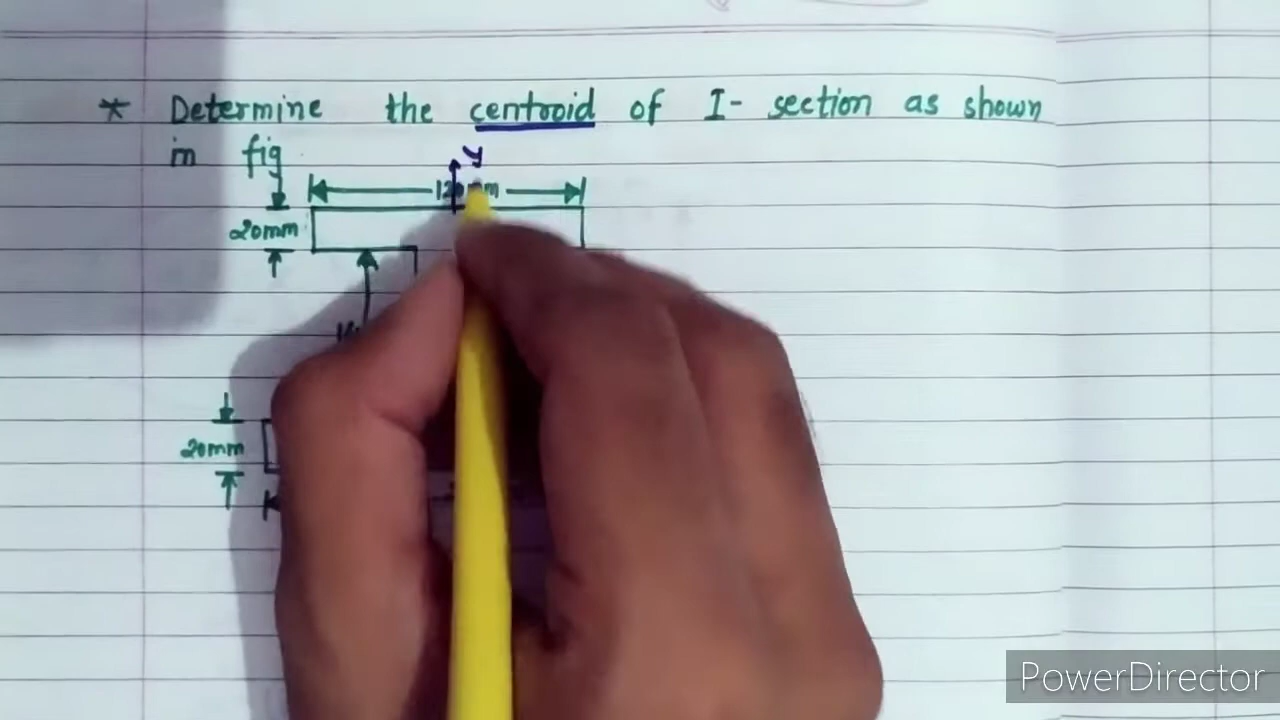 * Determine the centroid of I- section as shown
in fig
y
20mm
20mm
PowerDirector